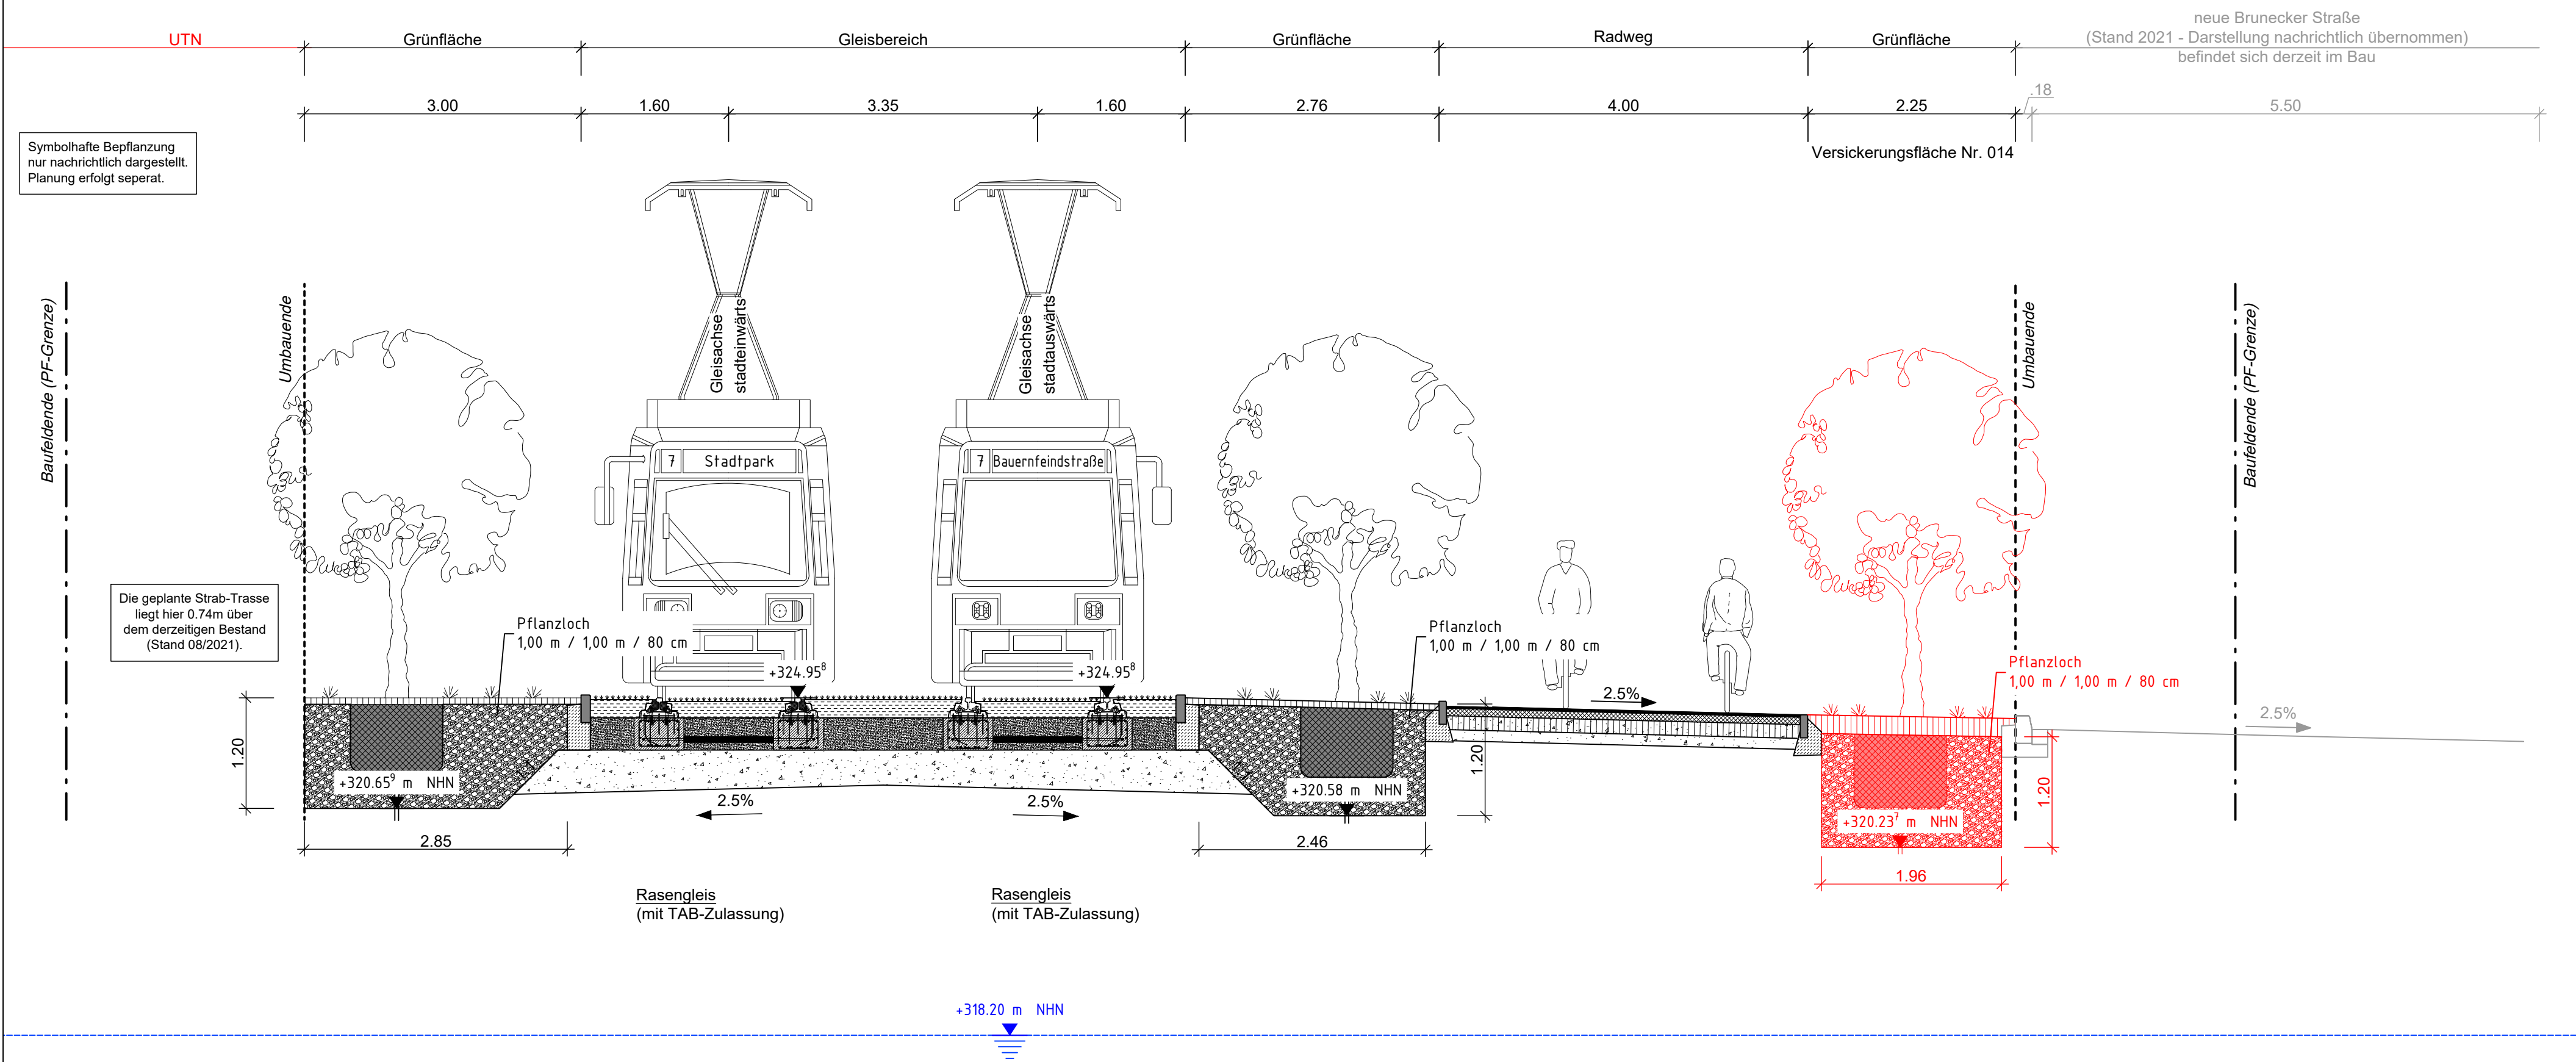 UTN
Grünfläche
Gleisbereich
Grünfläche
Radweg
Grünfläche
neue Brunecker Straße
(Stand 2021 - Darstellung nachrichtlich übernommen)
befindet sich derzeit im Bau
3.00
1.60
3.35
1.60
2.76
4.00
2.25
.18
5.50
Versickerungsfläche Nr. 014
Symbolhafte Bepflanzung
nur nachrichtlich dargestellt.
Planung erfolgt seperat.
Baufeldende (PF-Grenze)
Umbauende
Gleisachse
stadteinwärts
Gleisachse
stadtauswärts
Umbauende
Baufeldende (PF-Grenze)
7 Stadtpark
7 Bauernfeindstraße
Die geplante Strab-Trasse
liegt hier 0.74m über
dem derzeitigen Bestand
(Stand 08/2021).
Pflanzloch
1,00 m / 1,00 m / 80 cm
+324.95⁸
+324.95⁸
Pflanzloch
1,00 m / 1,00 m / 80 cm
Pflanzloch
1,00 m / 1,00 m / 80 cm
2.5%
2.5%
1.20
+320.65⁹ m NHN
2.5%
2.5%
+320.58 m NHN
1.20
+320.23⁷ m NHN
1.20
2.85
2.46
1.96
Rasengleis
(mit TAB-Zulassung)
Rasengleis
(mit TAB-Zulassung)
+318.20 m NHN